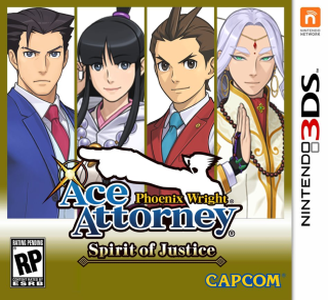 NINTENDO NETWORK
NINTENDO 3DS
Phoenix Wright
Ace
Attorney®
Spirit of Justice
RATING PENDING
RP
ESRB
CAPCOM